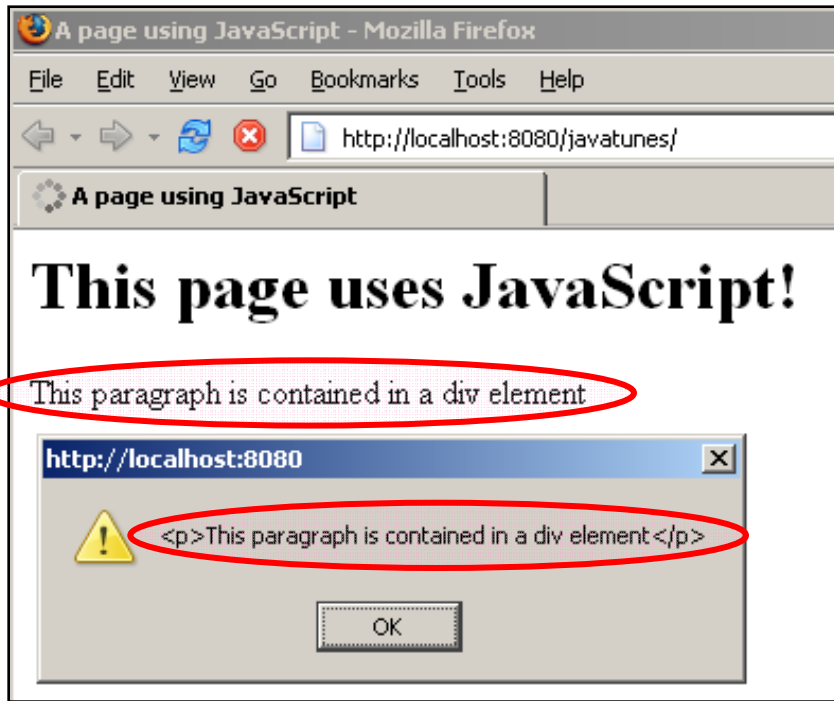 A page using JavaScript - Mozilla Firefox
File Edit View Go Bookmarks Tools Help
http://localhost:8080/javatunes/
A page using JavaScript
This page uses JavaScript!
This paragraph is contained in a div element
http://localhost:8080
<p>This paragraph is contained in a div element</p>
OK